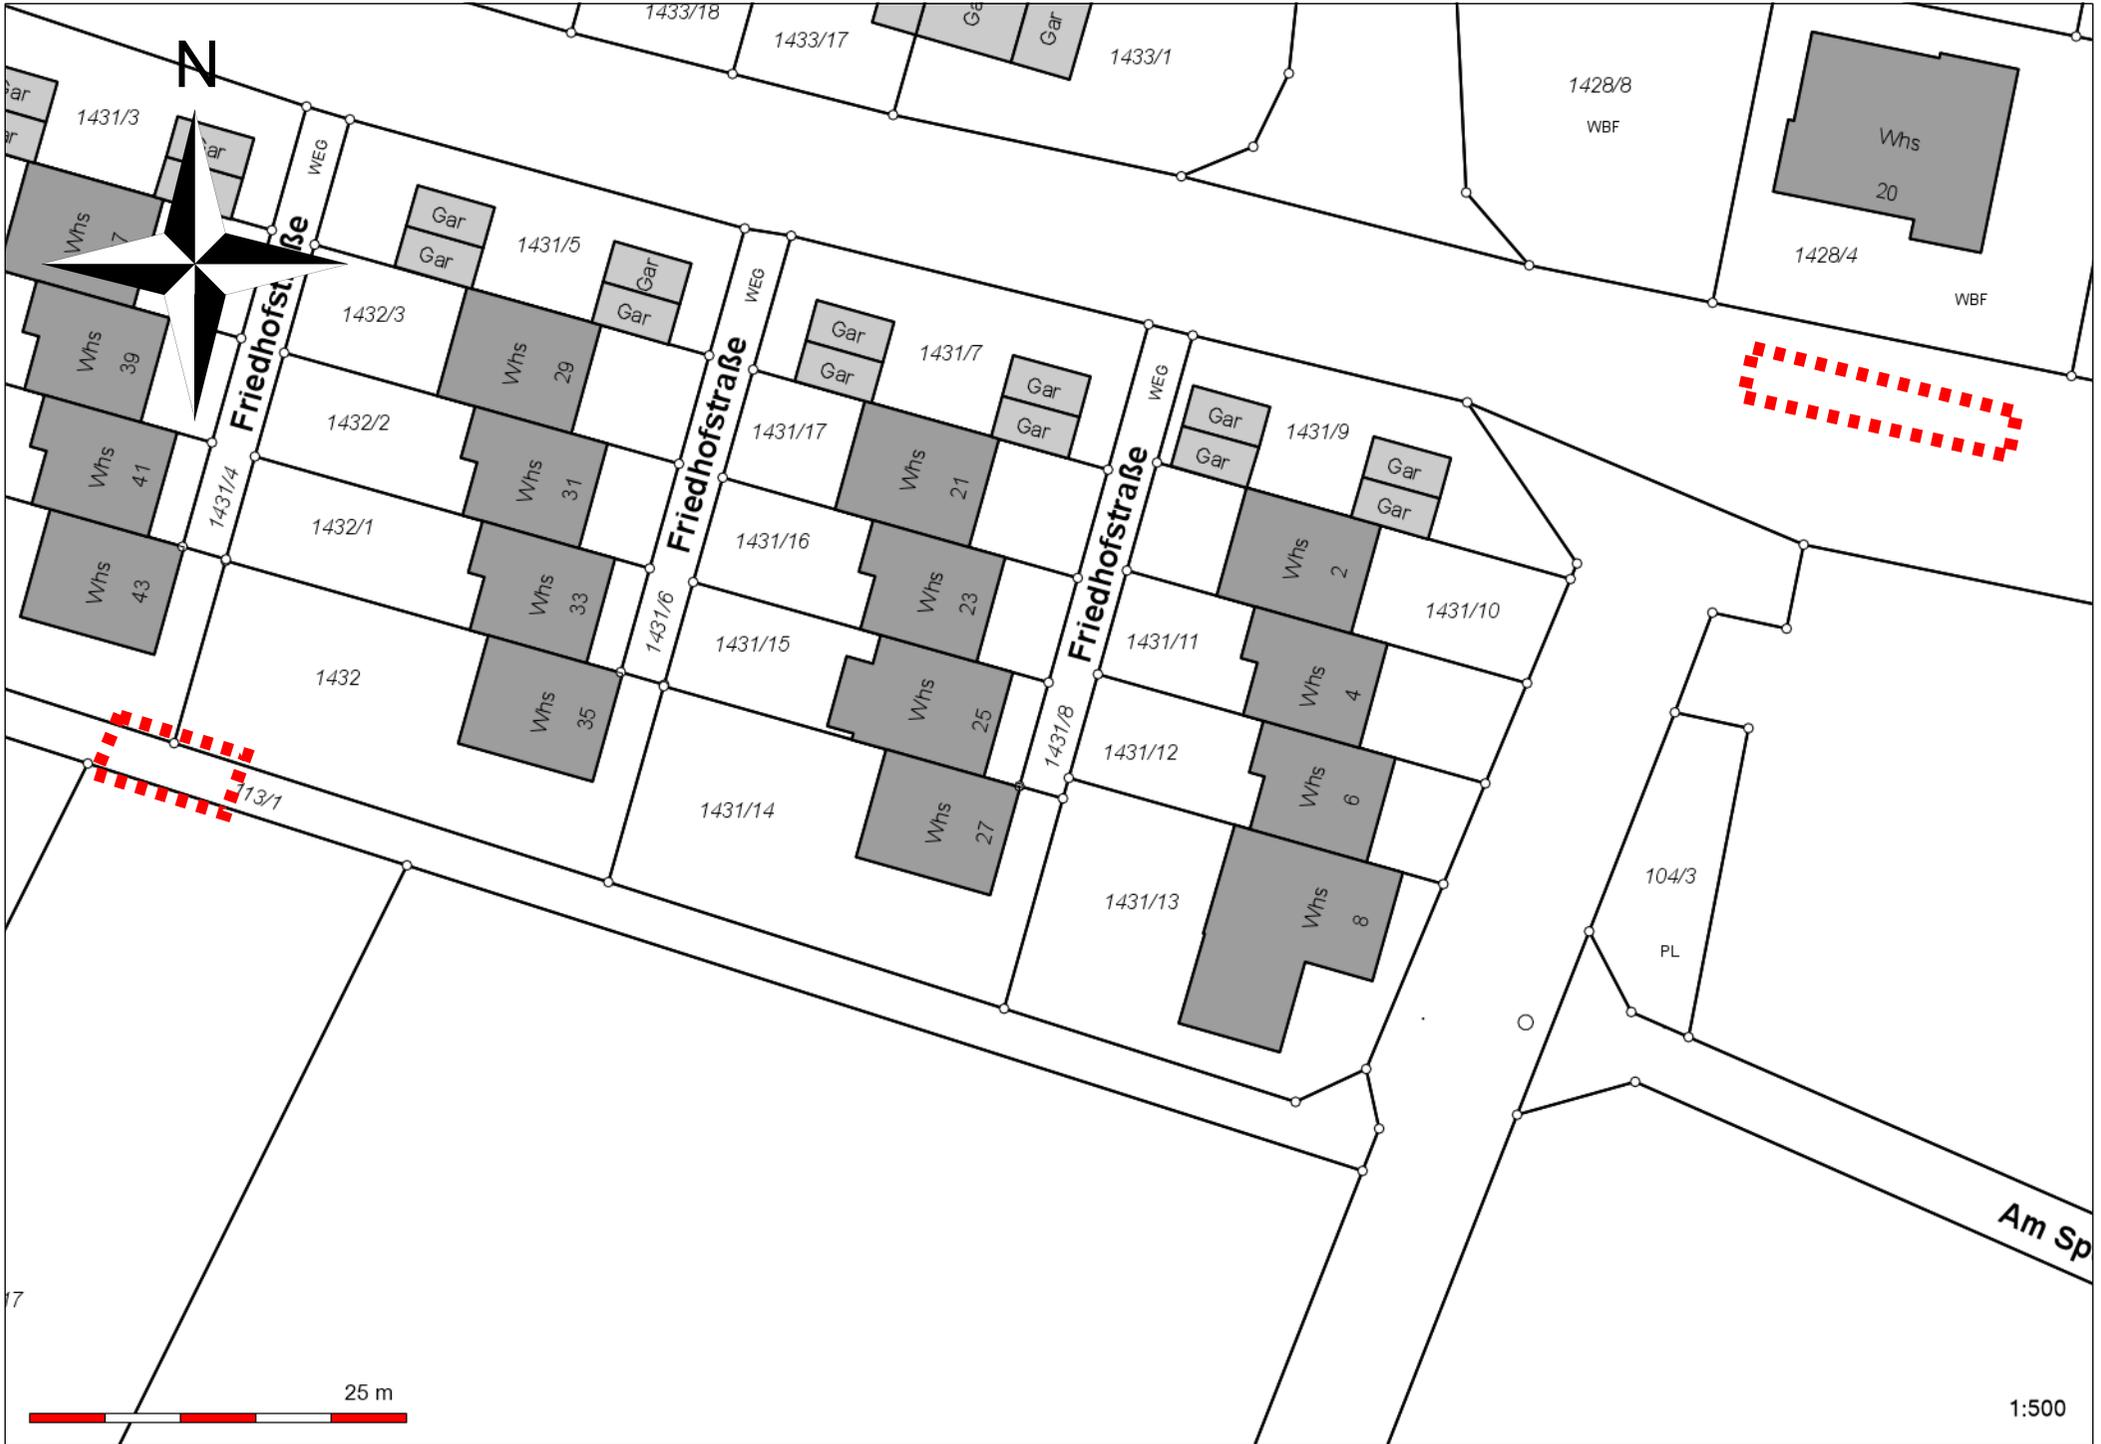 1433/18
1433/17
Gar
1433/1
1428/8
WBF
Whs
20
1428/4
WBF
N
1431/3
WEG
Gar
Gar
1431/5
Gar
Gar
WEG
Gar
Gar
1431/7
Gar
Gar
WEG
Gar
Gar
1431/9
Gar
Gar
Whs
Friedhofstraße
1432/3
Whs
29
Friedhofstraße
1431/17
Whs
21
Friedhofstraße
Whs
2
1431/10
Whs
39
1432/2
Whs
31
1431/16
Whs
23
1431/11
Whs
4
Whs
41
1431/4
1432/1
Whs
33
1431/6
1431/15
Whs
25
1431/8
1431/12
Whs
6
Whs
43
1432
Whs
35
1431/14
Whs
27
1431/13
Whs
8
113/1
104/3
PL
Am Sp
17
25 m
1:500